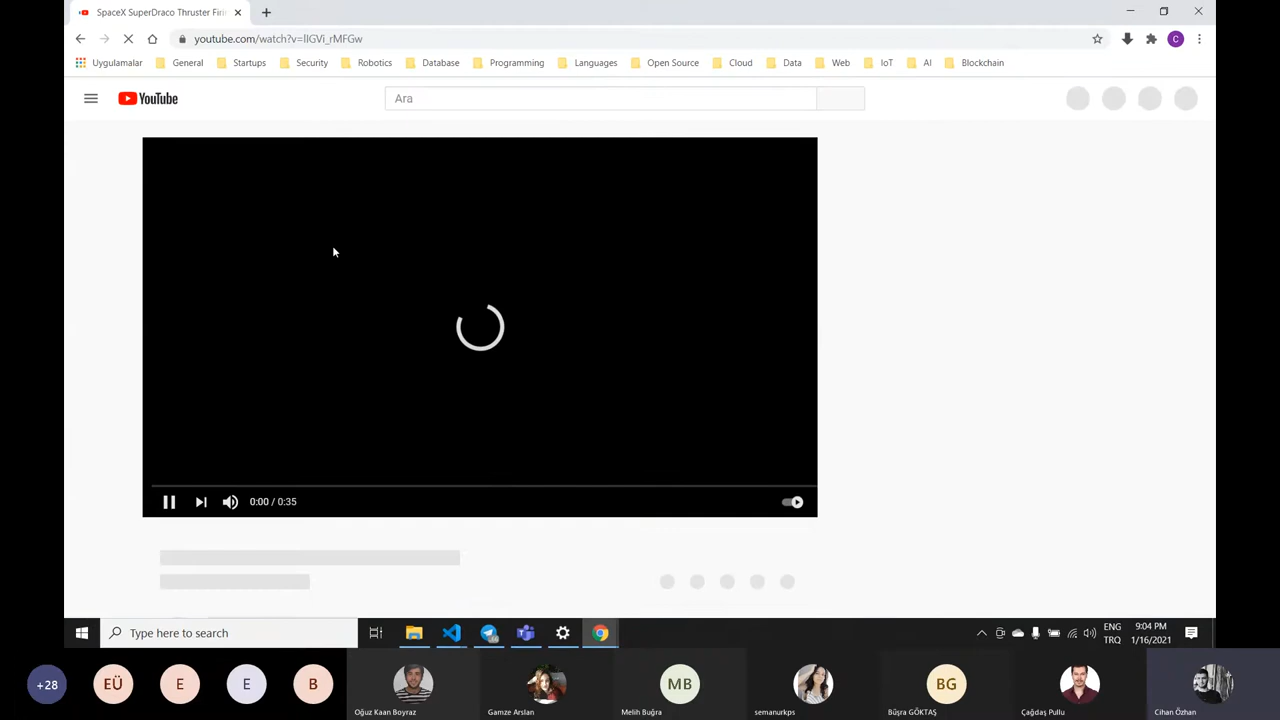 SpaceX SuperDraco Thruster Firi
youtube.com/watch?v=lIGVi_rMFGw
C
Uygulamalar General Startups Security Robotics Database Programming Languages Open Source Cloud Data Web IoT AI Blockchain
YouTube
Ara
0:00 / 0:35
Type here to search
ENG 9:04 PM
TRQ 1/16/2021
+28 EÜ E E B MB BG
Oğuz Kaan Boyraz Gamze Arslan Melih Buğra semanurkps Büşra GÖKTAŞ Çağdaş Pullu Cihan Özhan